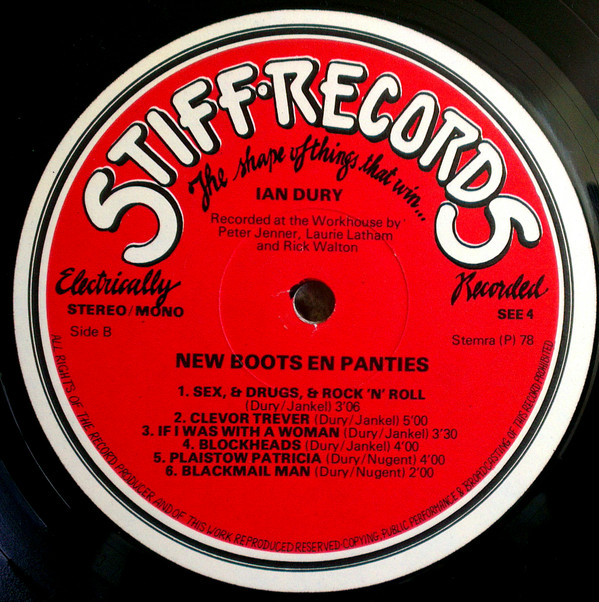 STIFF·RECORDS
The shape of things that win...
IAN DURY
Recorded at the Workhouse by
Peter Jenner, Laurie Latham
and Rick Walton
Electrically
Recorded
STEREO/MONO
SEE 4
Side B
Stemra (P) 78
NEW BOOTS EN PANTIES
1. SEX, & DRUGS, & ROCK 'N' ROLL
(Dury/Jankel) 3'06
2. CLEVOR TREVER (Dury/Jankel) 5'00
3. IF I WAS WITH A WOMAN (Dury/Jankel) 3'30
4. BLOCKHEADS (Dury/Jankel) 4'00
5. PLAISTOW PATRICIA (Dury/Nugent) 4'00
6. BLACKMAIL MAN (Dury/Nugent) 2'00
ALL RIGHTS OF THE RECORD PRODUCER AND OF THIS WORK REPRODUCED RESERVED COPYING, PUBLIC PERFORMANCE & BROADCASTING OF THIS RECORD PROHIBITED